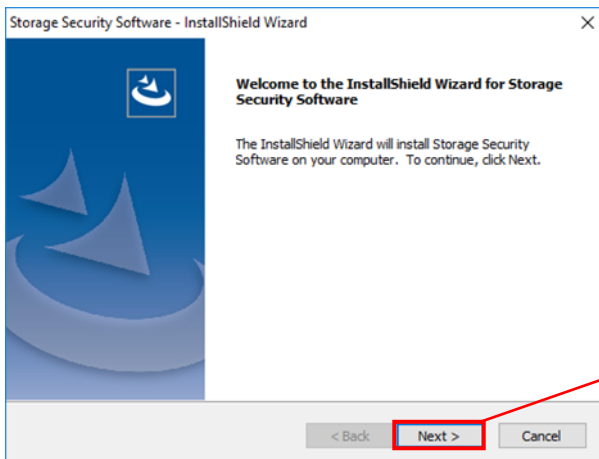 Storage Security Software - InstallShield Wizard
Welcome to the InstallShield Wizard for Storage
Security Software
The InstallShield Wizard will install Storage Security
Software on your computer. To continue, click Next.
< Back
Next >
Cancel